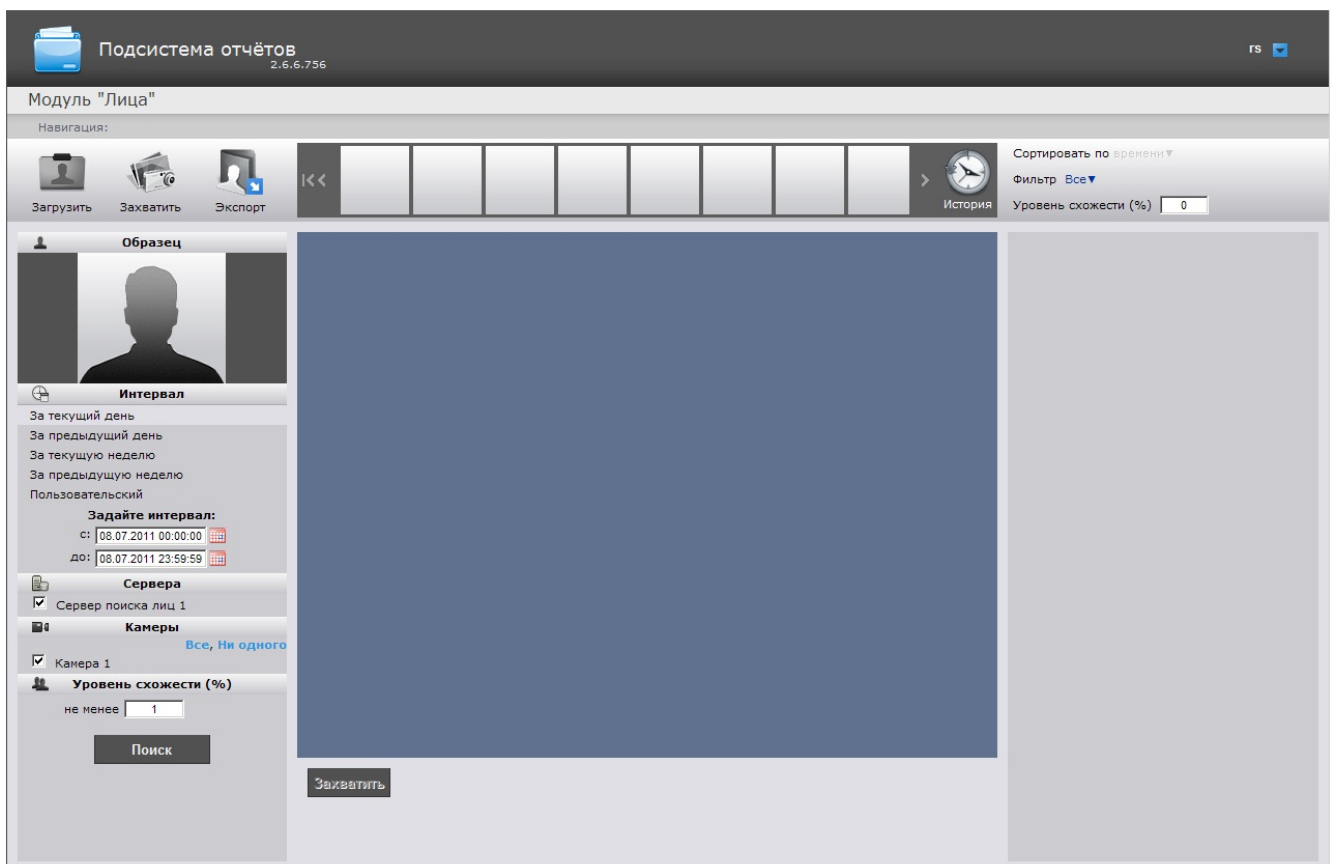 Подсистема отчётов
2.6.6.756
rs
Модуль "Лица"
Навигация:
Загрузить
Захватить
Экспорт
История
Сортировать по времени▼
Фильтр Все▼
Уровень схожести (%) 0
Образец
Интервал
За текущий день
За предыдущий день
За текущую неделю
За предыдущую неделю
Пользовательский
Задайте интервал:
с: 08.07.2011 00:00:00
до: 08.07.2011 23:59:59
Сервера
Сервер поиска лиц 1
Камеры
Все, Ни одного
Камера 1
Уровень схожести (%)
не менее 1
Поиск
Захватить